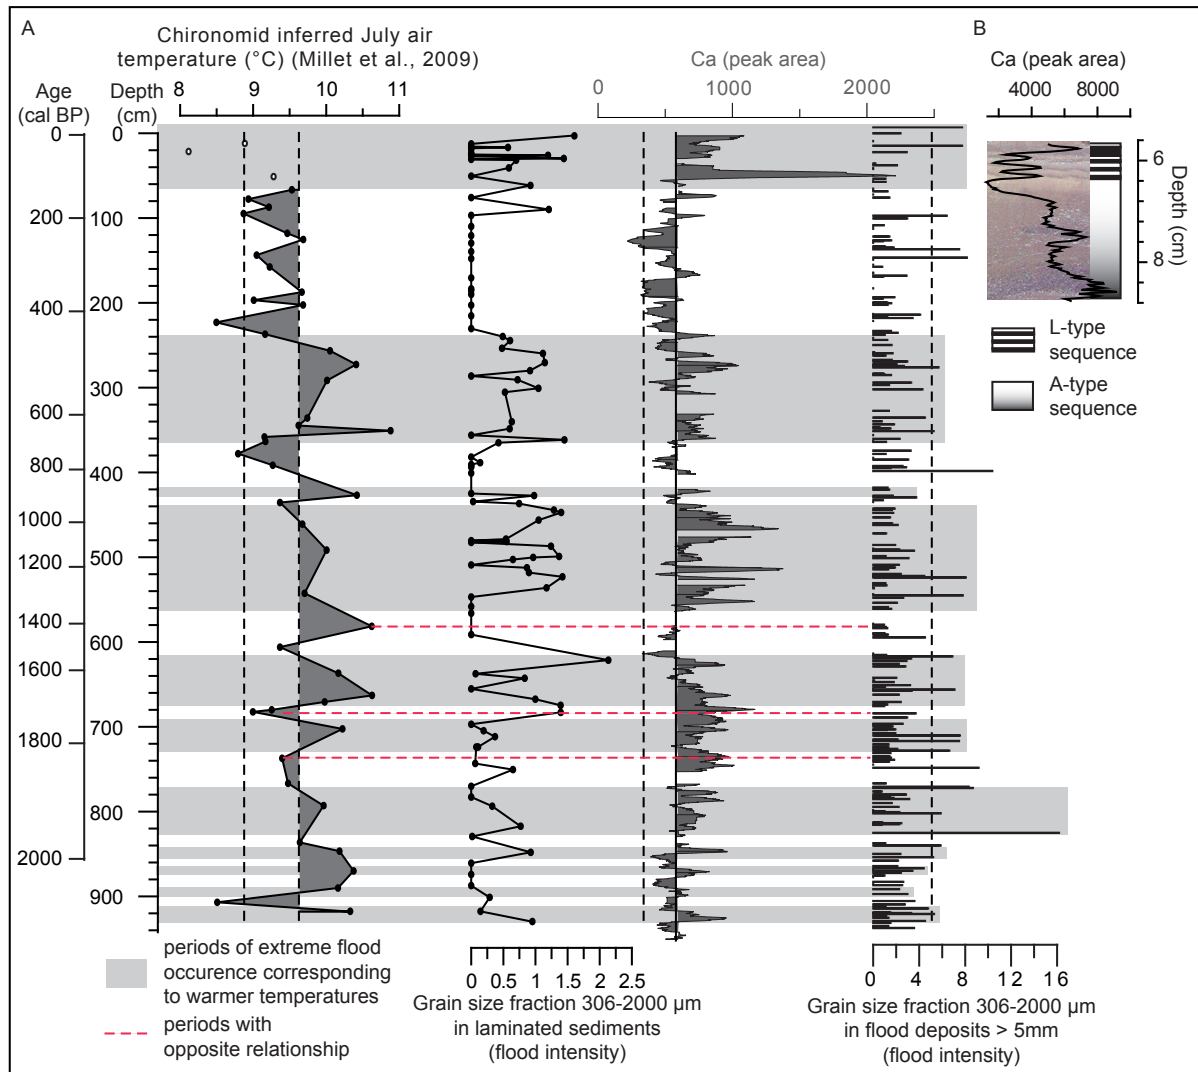 A
Chironomid inferred July air
temperature (°C) (Millet et al., 2009)
8 9 10 11
Age
(cal BP)
Depth
(cm)
Ca (peak area)
0 1000 2000
B
Ca (peak area)
4000 8000
0
200
400
600
800
1000
1200
1400
1600
1800
2000
0
100
200
300
400
500
600
700
800
900
6
8
Depth (cm)
L-type
sequence
A-type
sequence
periods of extreme flood
occurence corresponding
to warmer temperatures
periods with
opposite relationship
0 0.5 1 1.5 2 2.5
Grain size fraction 306-2000 µm
in laminated sediments
(flood intensity)
0 4 8 12 16
Grain size fraction 306-2000 µm
in flood deposits > 5mm
(flood intensity)